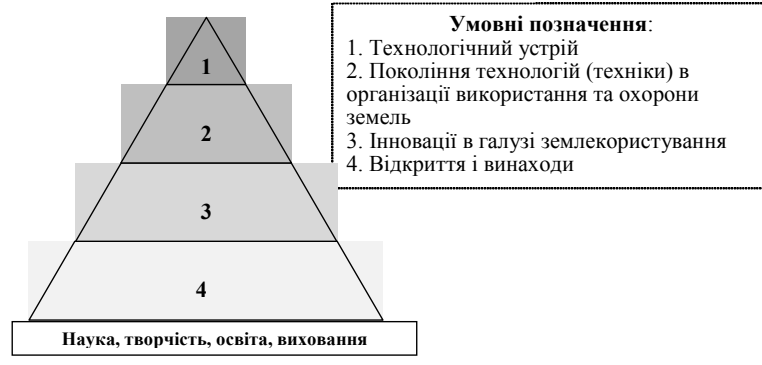 Умовні позначення:
1. Технологічний устрій
2. Покоління технологій (техніки) в
організації використання та охорони
земель
3. Інновації в галузі землекористування
4. Відкриття і винаходи
1
2
3
4
Наука, творчість, освіта, виховання